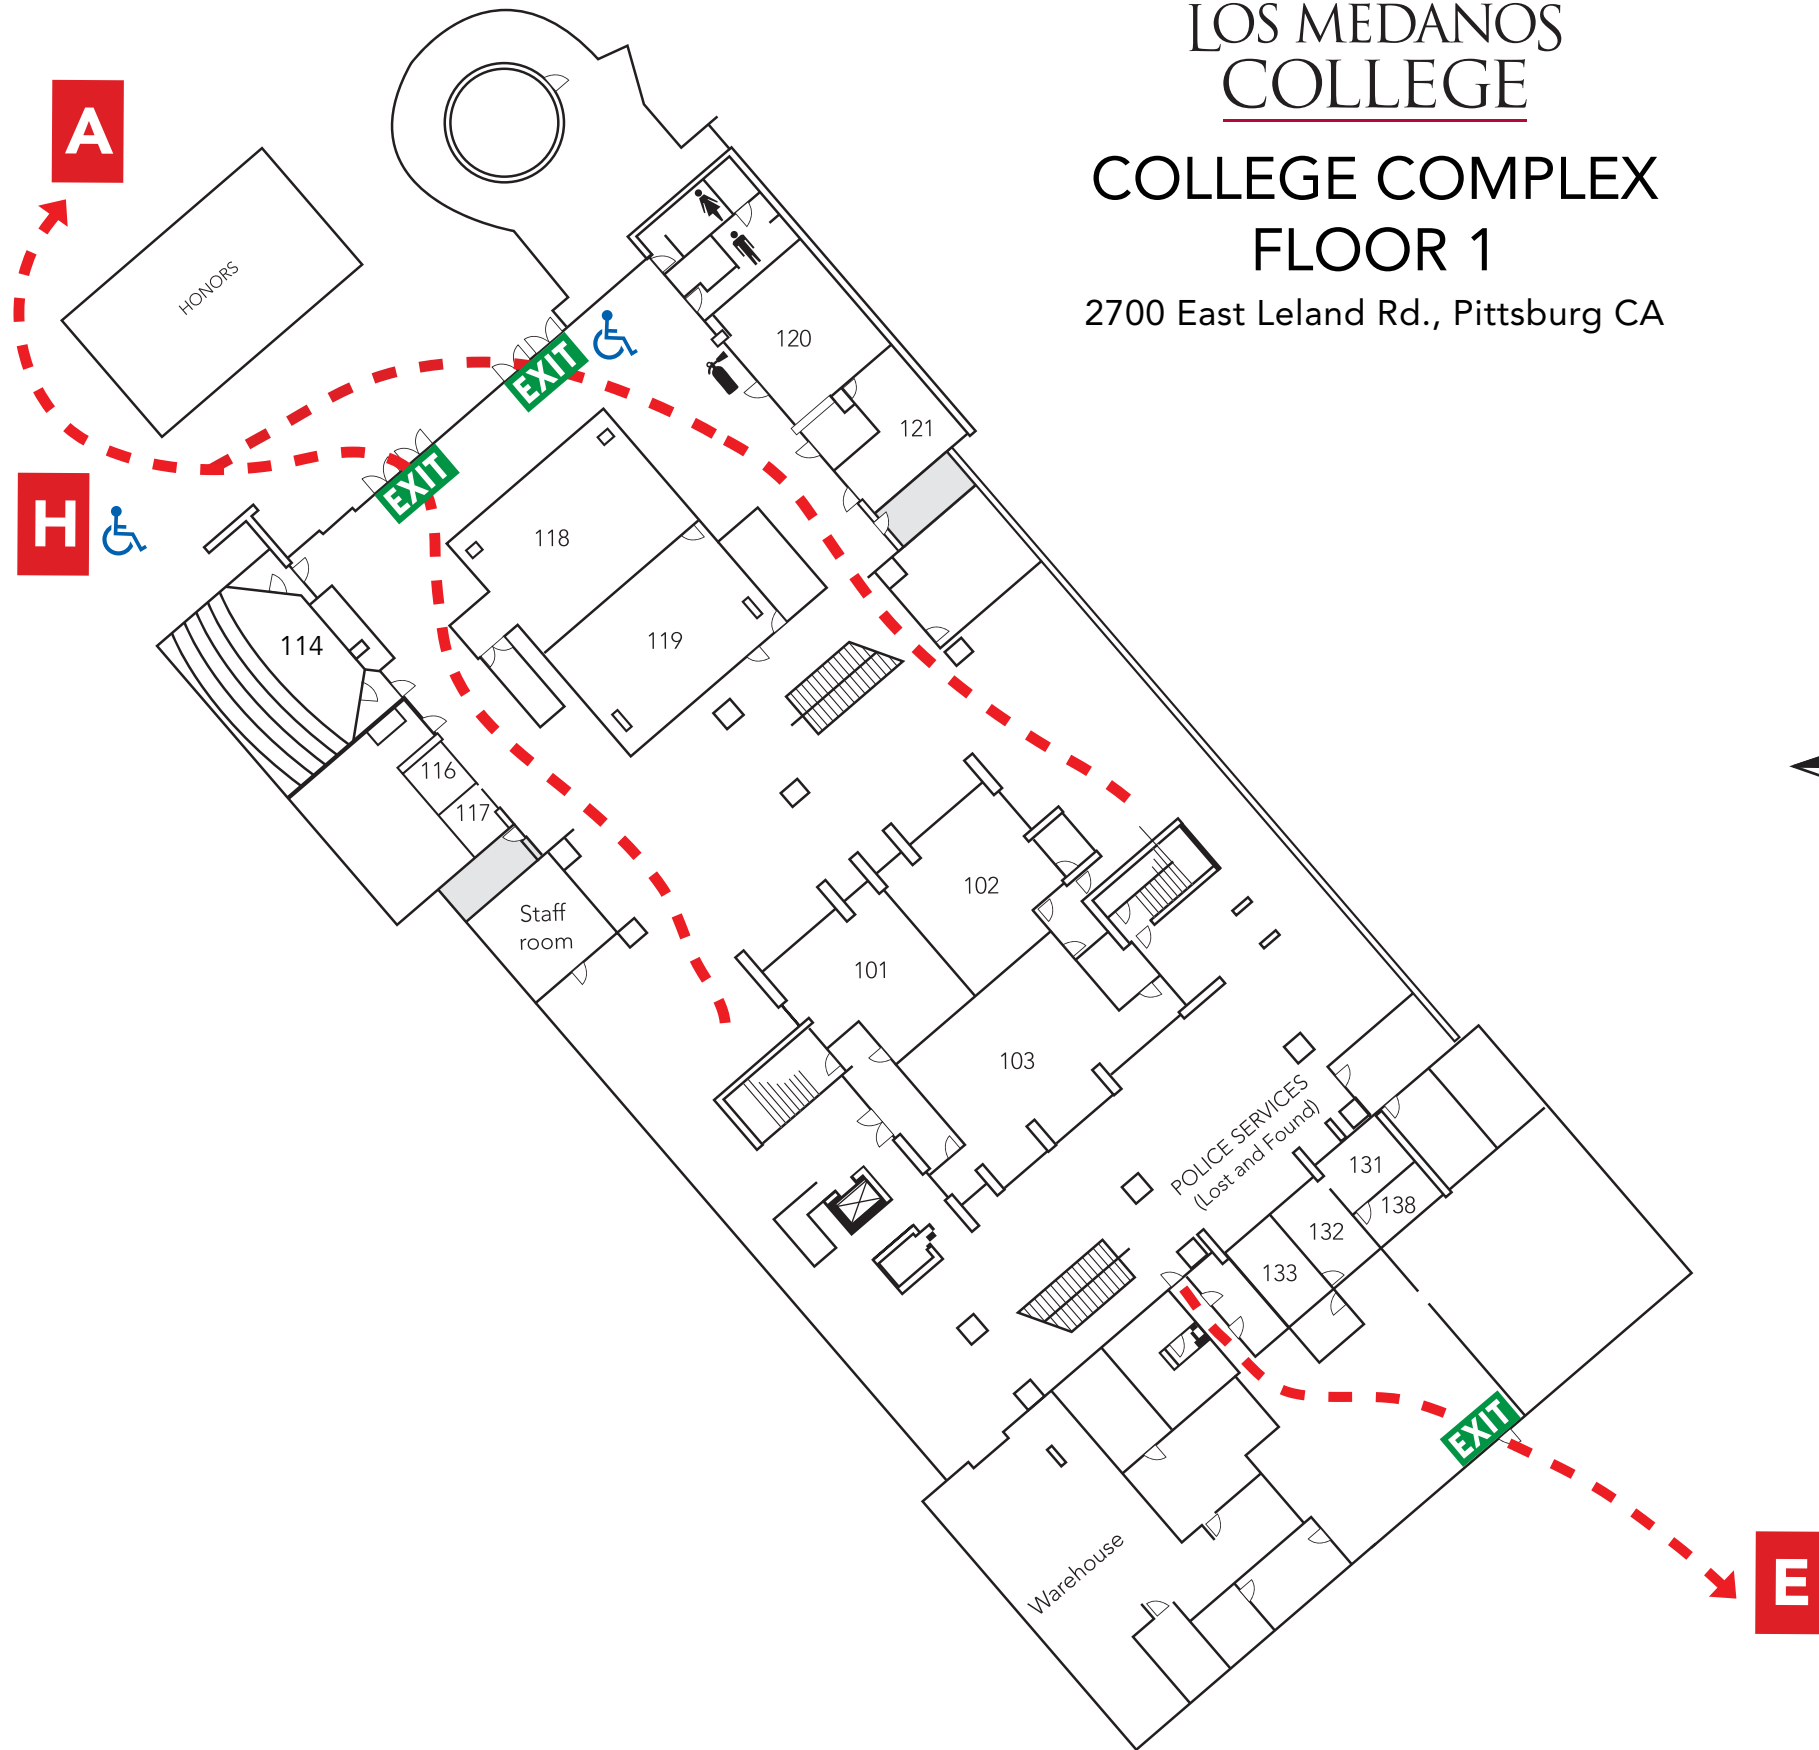 LOS MEDANOS
COLLEGE
COLLEGE COMPLEX
FLOOR 1
2700 East Leland Rd., Pittsburg CA
A
HONORS
H
EXIT
EXIT
120
121
118
119
114
116
117
Staff
room
102
101
103
POLICE SERVICES
(Lost and Found)
131
138
132
133
EXIT
Warehouse
E